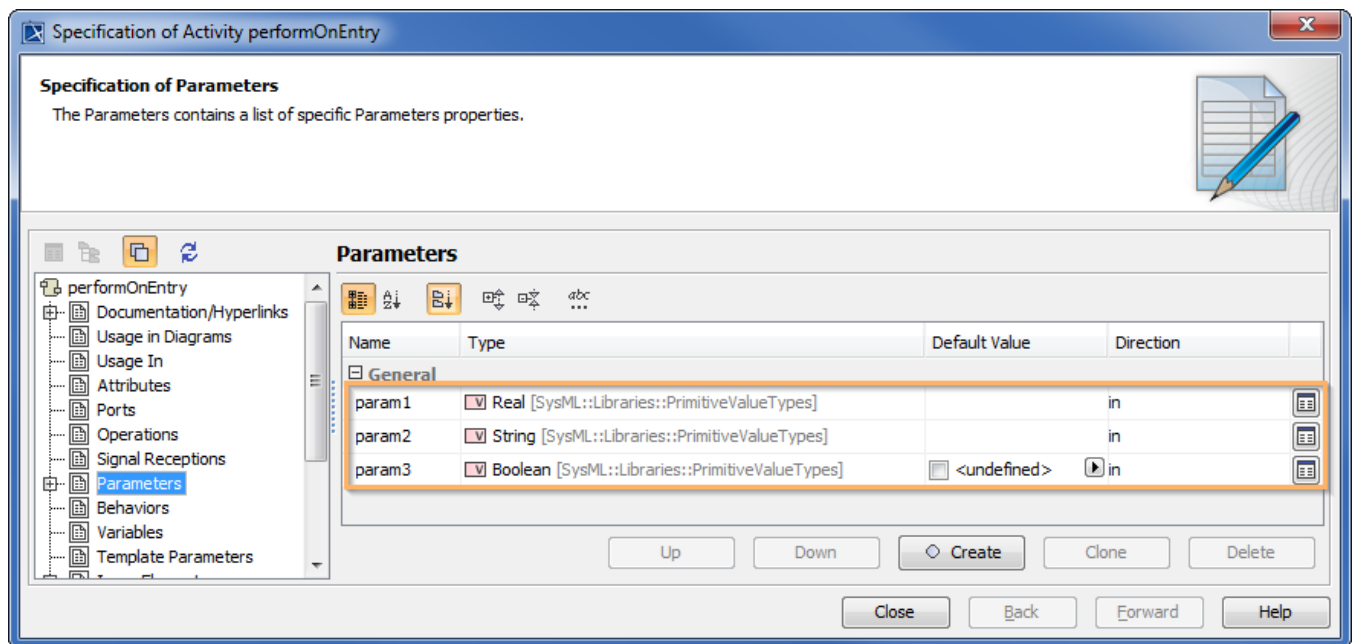 Specification of Activity performOnEntry
Specification of Parameters
The Parameters contains a list of specific Parameters properties.
Parameters
performOnEntry
Documentation/Hyperlinks
Usage in Diagrams
Usage In
Attributes
Ports
Operations
Signal Receptions
Parameters
Behaviors
Variables
Template Parameters
abc
Name Type Default Value Direction
General
param1 V Real [SysML::Libraries::PrimitiveValueTypes] in
param2 V String [SysML::Libraries::PrimitiveValueTypes] in
param3 V Boolean [SysML::Libraries::PrimitiveValueTypes] <undefined> in
Up Down Create Clone Delete
Close Back Forward Help